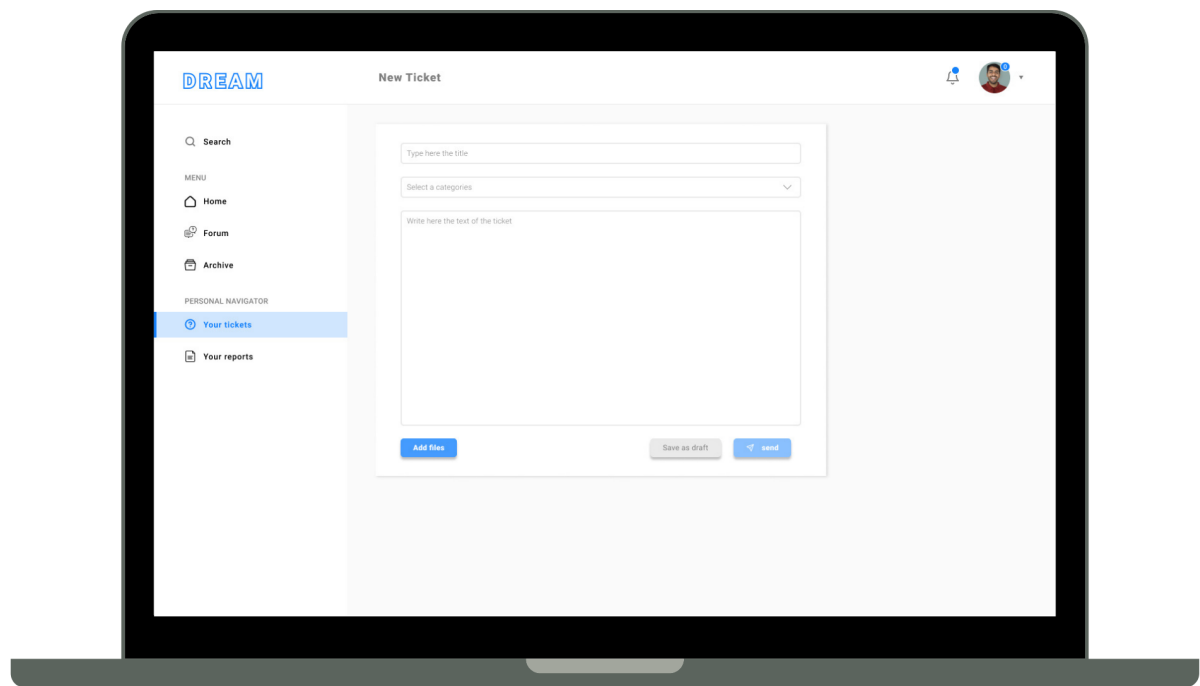 DREAM
New Ticket
Search
MENU
Home
Forum
Archive
PERSONAL NAVIGATOR
Your tickets
Your reports
Type here the title
Select a categories
Write here the text of the ticket
Add files
Save as draft
send